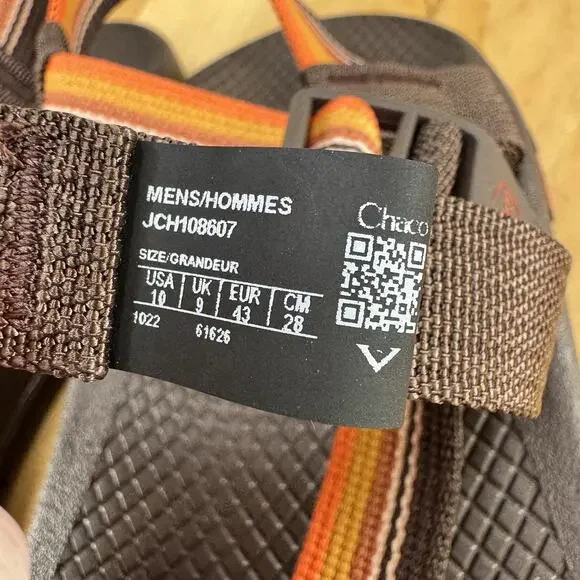 MENS/HOMMES
JCH108607
SIZE/GRANDEUR
USA UK EUR CM
10 9 43 28
1022 61626
Chaco